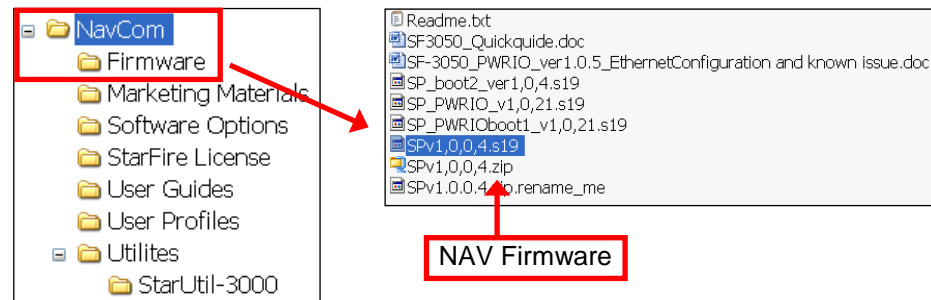 NavCom
Firmware
Marketing Materials
Software Options
StarFire License
User Guides
User Profiles
Utilites
StarUtil-3000
Readme.txt
SF3050_Quickquide.doc
SF-3050_PWRIO_ver1.0.5_EthernetConfiguration and known issue.doc
SP_boot2_ver1,0,4.s19
SP_PWRIO_v1,0,21.s19
SP_PWRIOboot1_v1,0,21.s19
SPv1,0,0,4.s19
SPv1,0,0,4.zip
SPv1.0.0.4.zip.rename_me
NAV Firmware